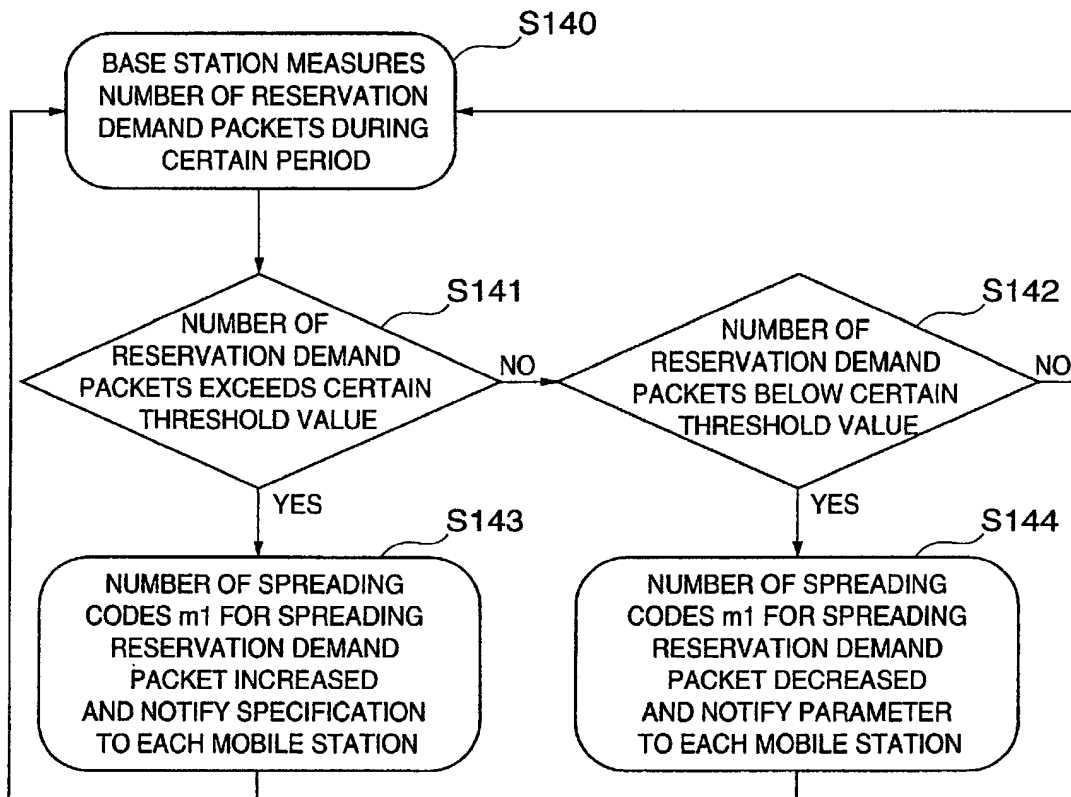 S140
BASE STATION MEASURES
NUMBER OF RESERVATION
DEMAND PACKETS DURING
CERTAIN PERIOD
S141
NUMBER OF
RESERVATION DEMAND
PACKETS EXCEEDS CERTAIN
THRESHOLD VALUE
NO
YES
S142
NUMBER OF
RESERVATION DEMAND
PACKETS BELOW CERTAIN
THRESHOLD VALUE
NO
YES
S143
NUMBER OF SPREADING
CODES m1 FOR SPREADING
RESERVATION DEMAND
PACKET INCREASED
AND NOTIFY SPECIFICATION
TO EACH MOBILE STATION
S144
NUMBER OF SPREADING
CODES m1 FOR SPREADING
RESERVATION DEMAND
PACKET DECREASED
AND NOTIFY PARAMETER
TO EACH MOBILE STATION